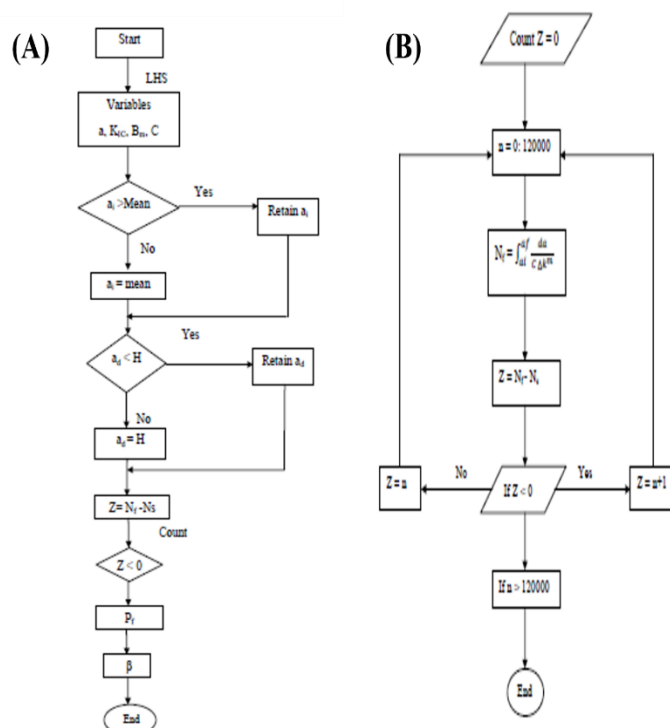 (A)
Start
LHS
Variables
a, K_IC, B_m, C
a_i >Mean
Yes
Retain a_i
No
a_i = mean
Yes
a_d < H
Retain a_d
No
a_d = H
Z= N_f -Ns
Count
Z < 0
P_f
β
End
(B)
Count Z = 0
n = 0: 120000
N_f = ∫_ai^af da / C Δk^m
Z = N_f - N_s
No
If Z < 0
Yes
Z = n
Z = n+1
If n > 120000
End